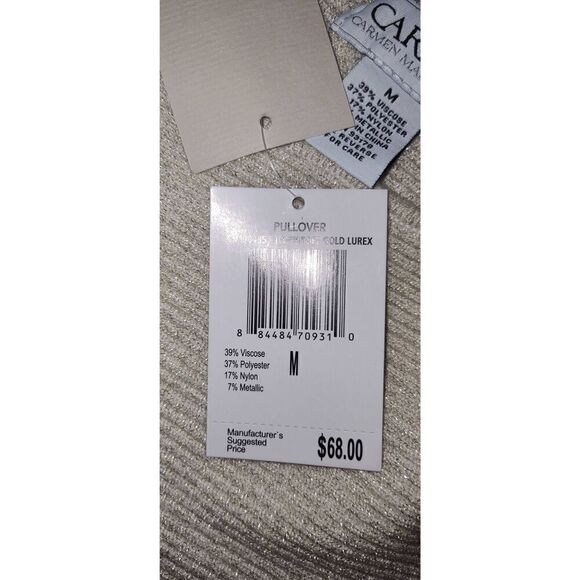 CAR
CARMEN MA
M
39% VISCOSE
37% POLYESTER
17% NYLON
METALLIC
IN CHINA
REVERSE
FOR CARE
PULLOVER
GOLD LUREX
8 84484 70931 0
39% Viscose
37% Polyester
17% Nylon
7% Metallic
M
Manufacturer's
Suggested
Price
$68.00